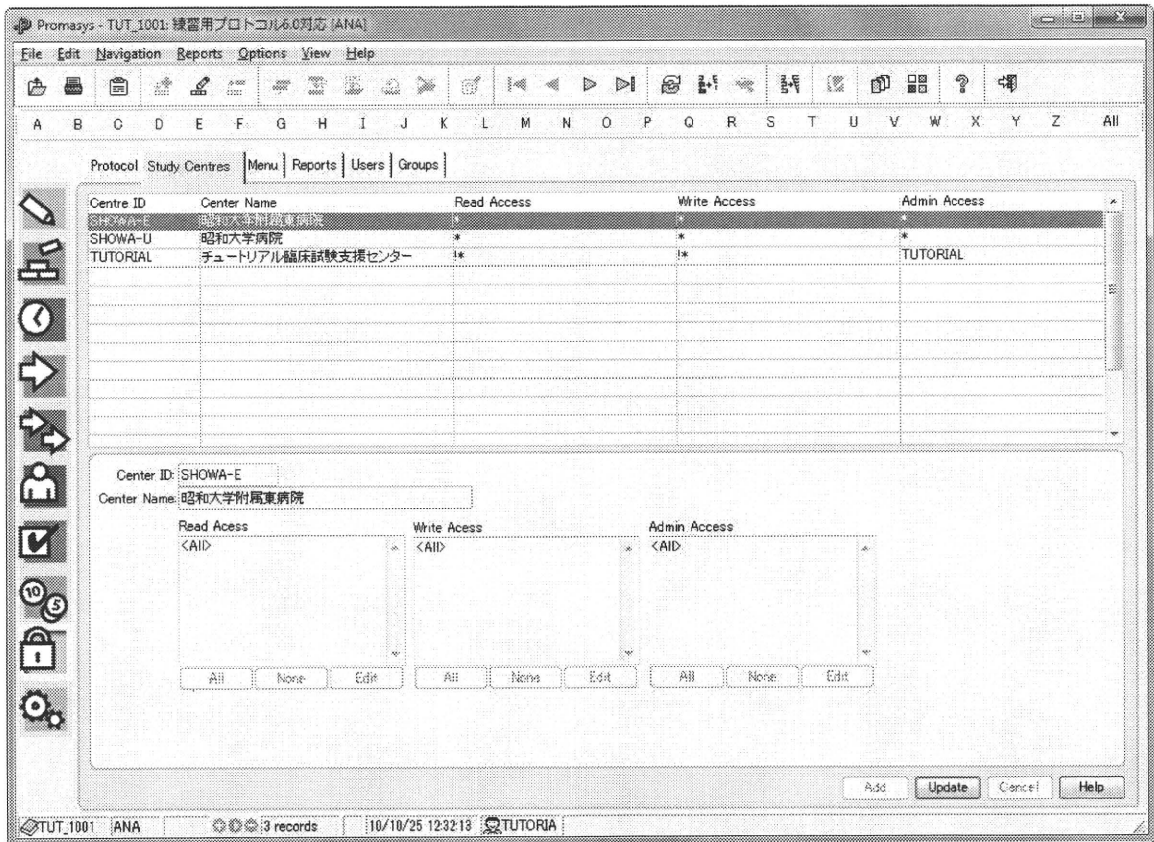 Promasys - TUT_1001: 練習用プロトコル6.0対応 [ANA]
File Edit Navigation Reports Options View Help
A B C D E F G H I J K L M N O P Q R S T U V W X Y Z All
Protocol Study Centres Menu Reports Users Groups
Centre ID Center Name Read Access Write Access Admin Access
SHOWA-E 昭和大学附属東病院 * * *
SHOWA-U 昭和大学病院 * * *
TUTORIAL チュートリアル臨床試験支援センター !* !* TUTORIAL
Center ID: SHOWA-E
Center Name: 昭和大学附属東病院
Read Acess Write Acess Admin Access
<All> <All> <All>
All None Edit All None Edit All None Edit
10 5
Add Update Cancel Help
TUT_1001 ANA 3 records 10/10/25 12:32:13 TUTORIA